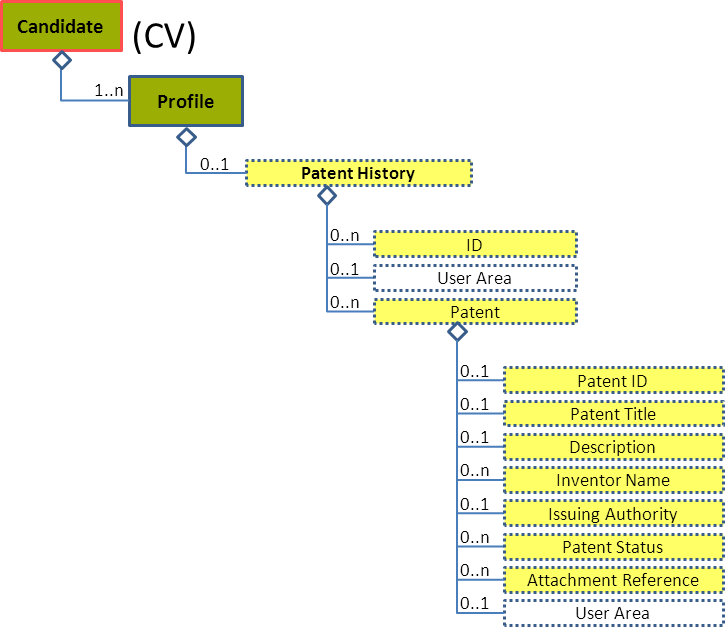 Candidate
(CV)
1..n
Profile
0..1
Patent History
0..n
ID
0..1
User Area
0..n
Patent
0..1
Patent ID
0..1
Patent Title
0..1
Description
0..n
Inventor Name
0..1
Issuing Authority
0..n
Patent Status
0..n
Attachment Reference
0..1
User Area